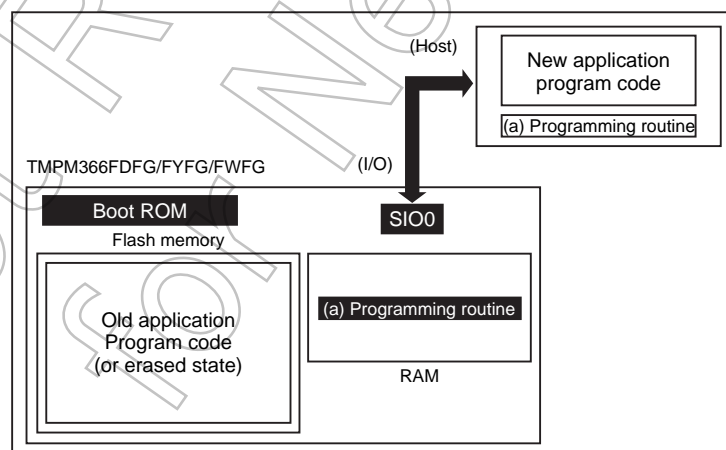 (Host)
New application
program code
(a) Programming routine
TMPM366FDFG/FYFG/FWFG
(I/O)
Boot ROM
SIO0
Flash memory
Old application
Program code
(or erased state)
(a) Programming routine
RAM